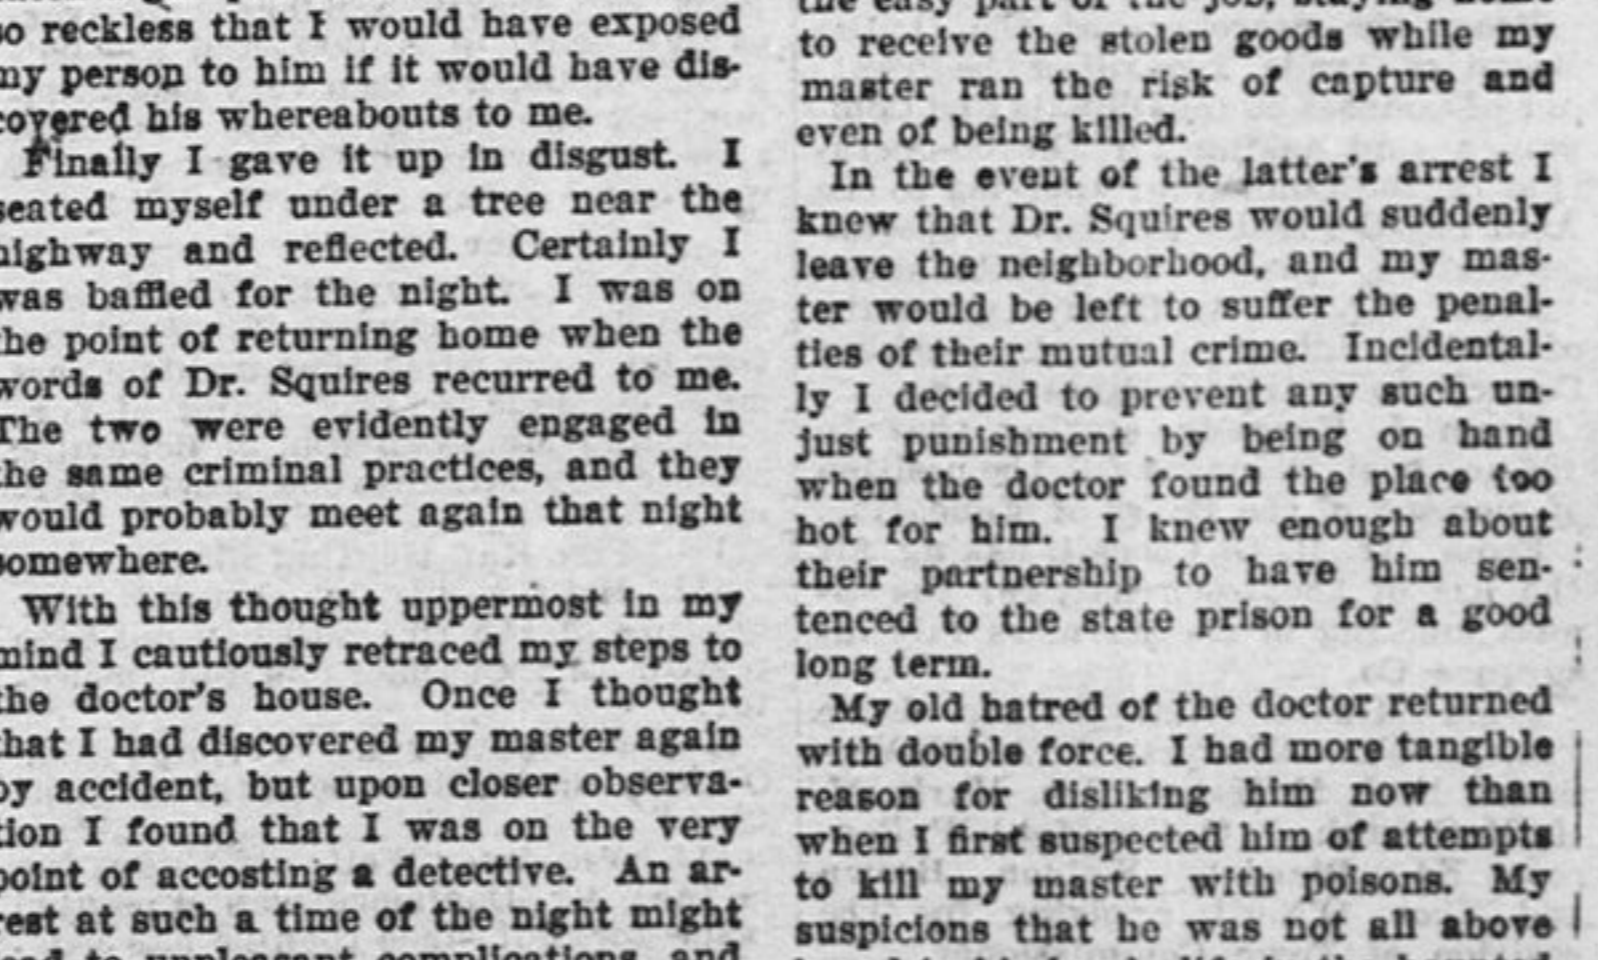 so reckless that I would have exposed
my person to him if it would have dis-
covered his whereabouts to me.
Finally I gave it up in disgust. I
seated myself under a tree near the
highway and reflected. Certainly I
was baffled for the night. I was on
the point of returning home when the
words of Dr. Squires recurred to me.
The two were evidently engaged in
the same criminal practices, and they
would probably meet again that night
somewhere.
With this thought uppermost in my
mind I cautiously retraced my steps to
the doctor's house. Once I thought
that I had discovered my master again
by accident, but upon closer observa-
tion I found that I was on the very
point of accosting a detective. An ar-
rest at such a time of the night might
to unpleasant complications, and
the easy part of the job, staying home
to receive the stolen goods while my
master ran the risk of capture and
even of being killed.
In the event of the latter's arrest I
knew that Dr. Squires would suddenly
leave the neighborhood, and my mas-
ter would be left to suffer the penal-
ties of their mutual crime. Incidental-
ly I decided to prevent any such un-
just punishment by being on hand
when the doctor found the place too
hot for him. I knew enough about
their partnership to have him sen-
tenced to the state prison for a good
long term.
My old hatred of the doctor returned
with double force. I had more tangible
reason for disliking him now than
when I first suspected him of attempts
to kill my master with poisons. My
suspicions that he was not all above